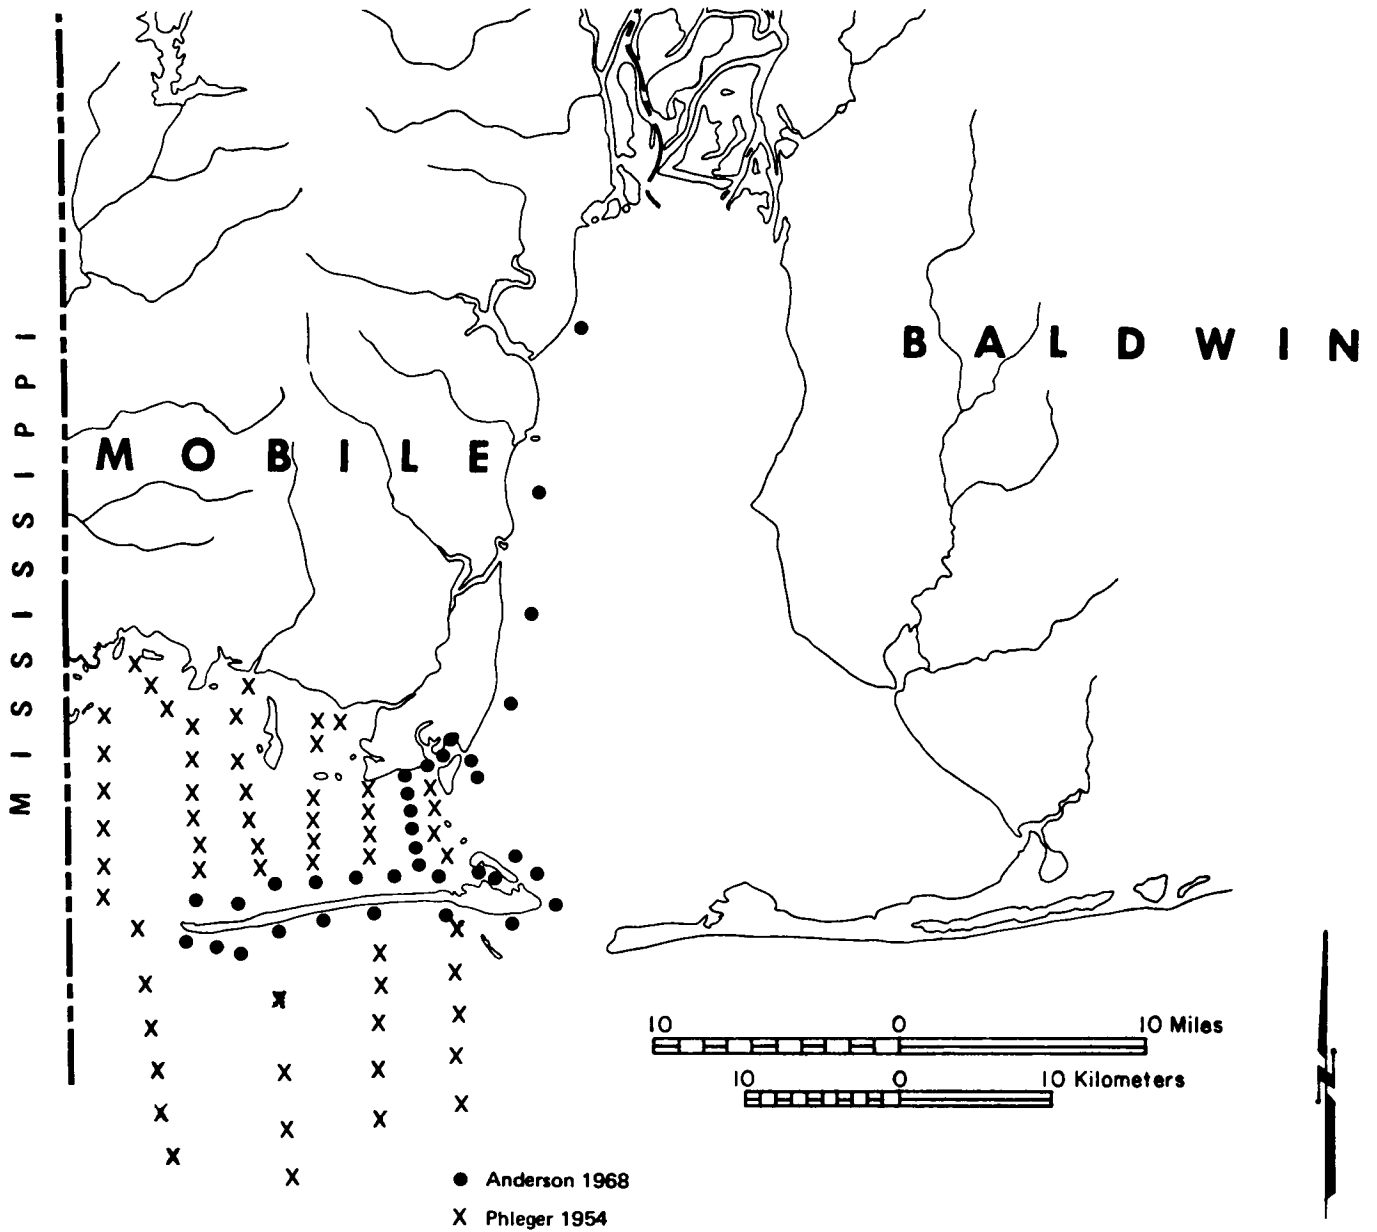 MISSISSIPPI
BALDWIN
MOBILE
10 0 10 Miles
10 0 10 Kilometers
N
● Anderson 1968
X Phleger 1954